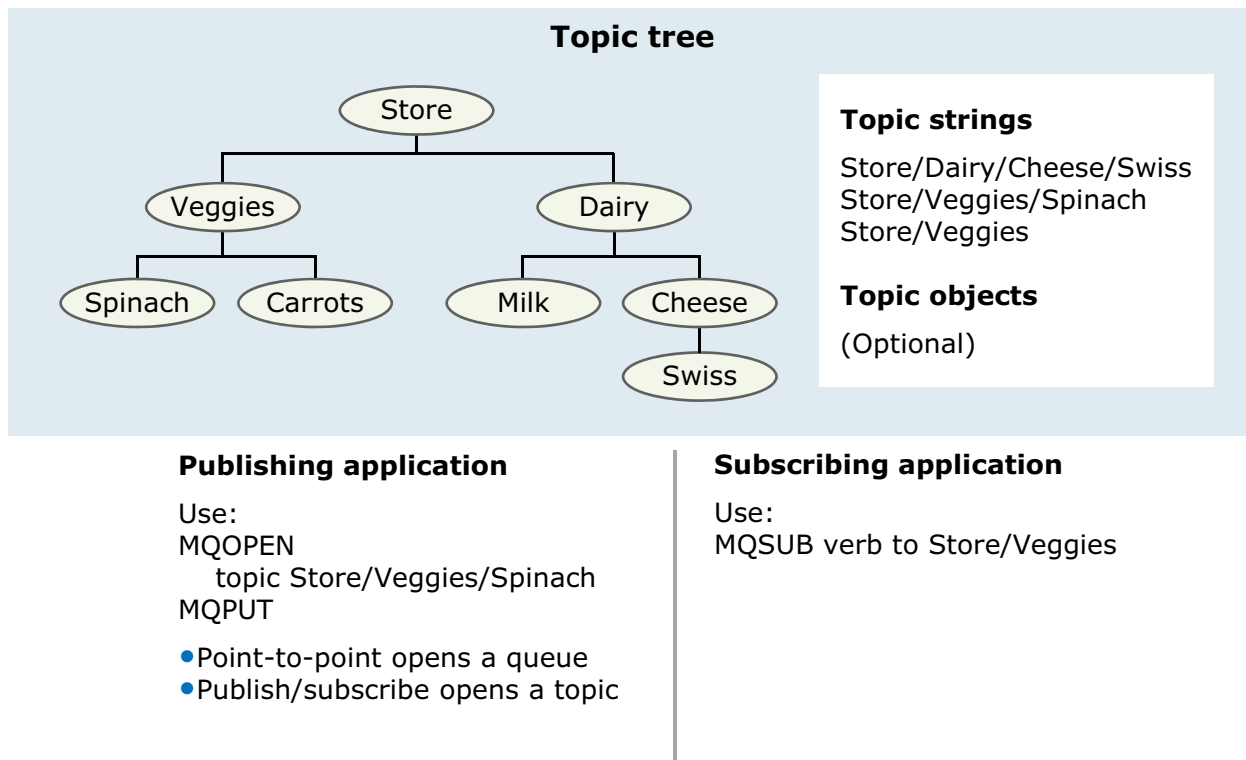 Topic tree
Store
Veggies
Dairy
Spinach
Carrots
Milk
Cheese
Swiss
Topic strings
Store/Dairy/Cheese/Swiss
Store/Veggies/Spinach
Store/Veggies
Topic objects
(Optional)
Publishing application
Use:
MQOPEN
topic Store/Veggies/Spinach
MQPUT
•Point-to-point opens a queue
•Publish/subscribe opens a topic
Subscribing application
Use:
MQSUB verb to Store/Veggies